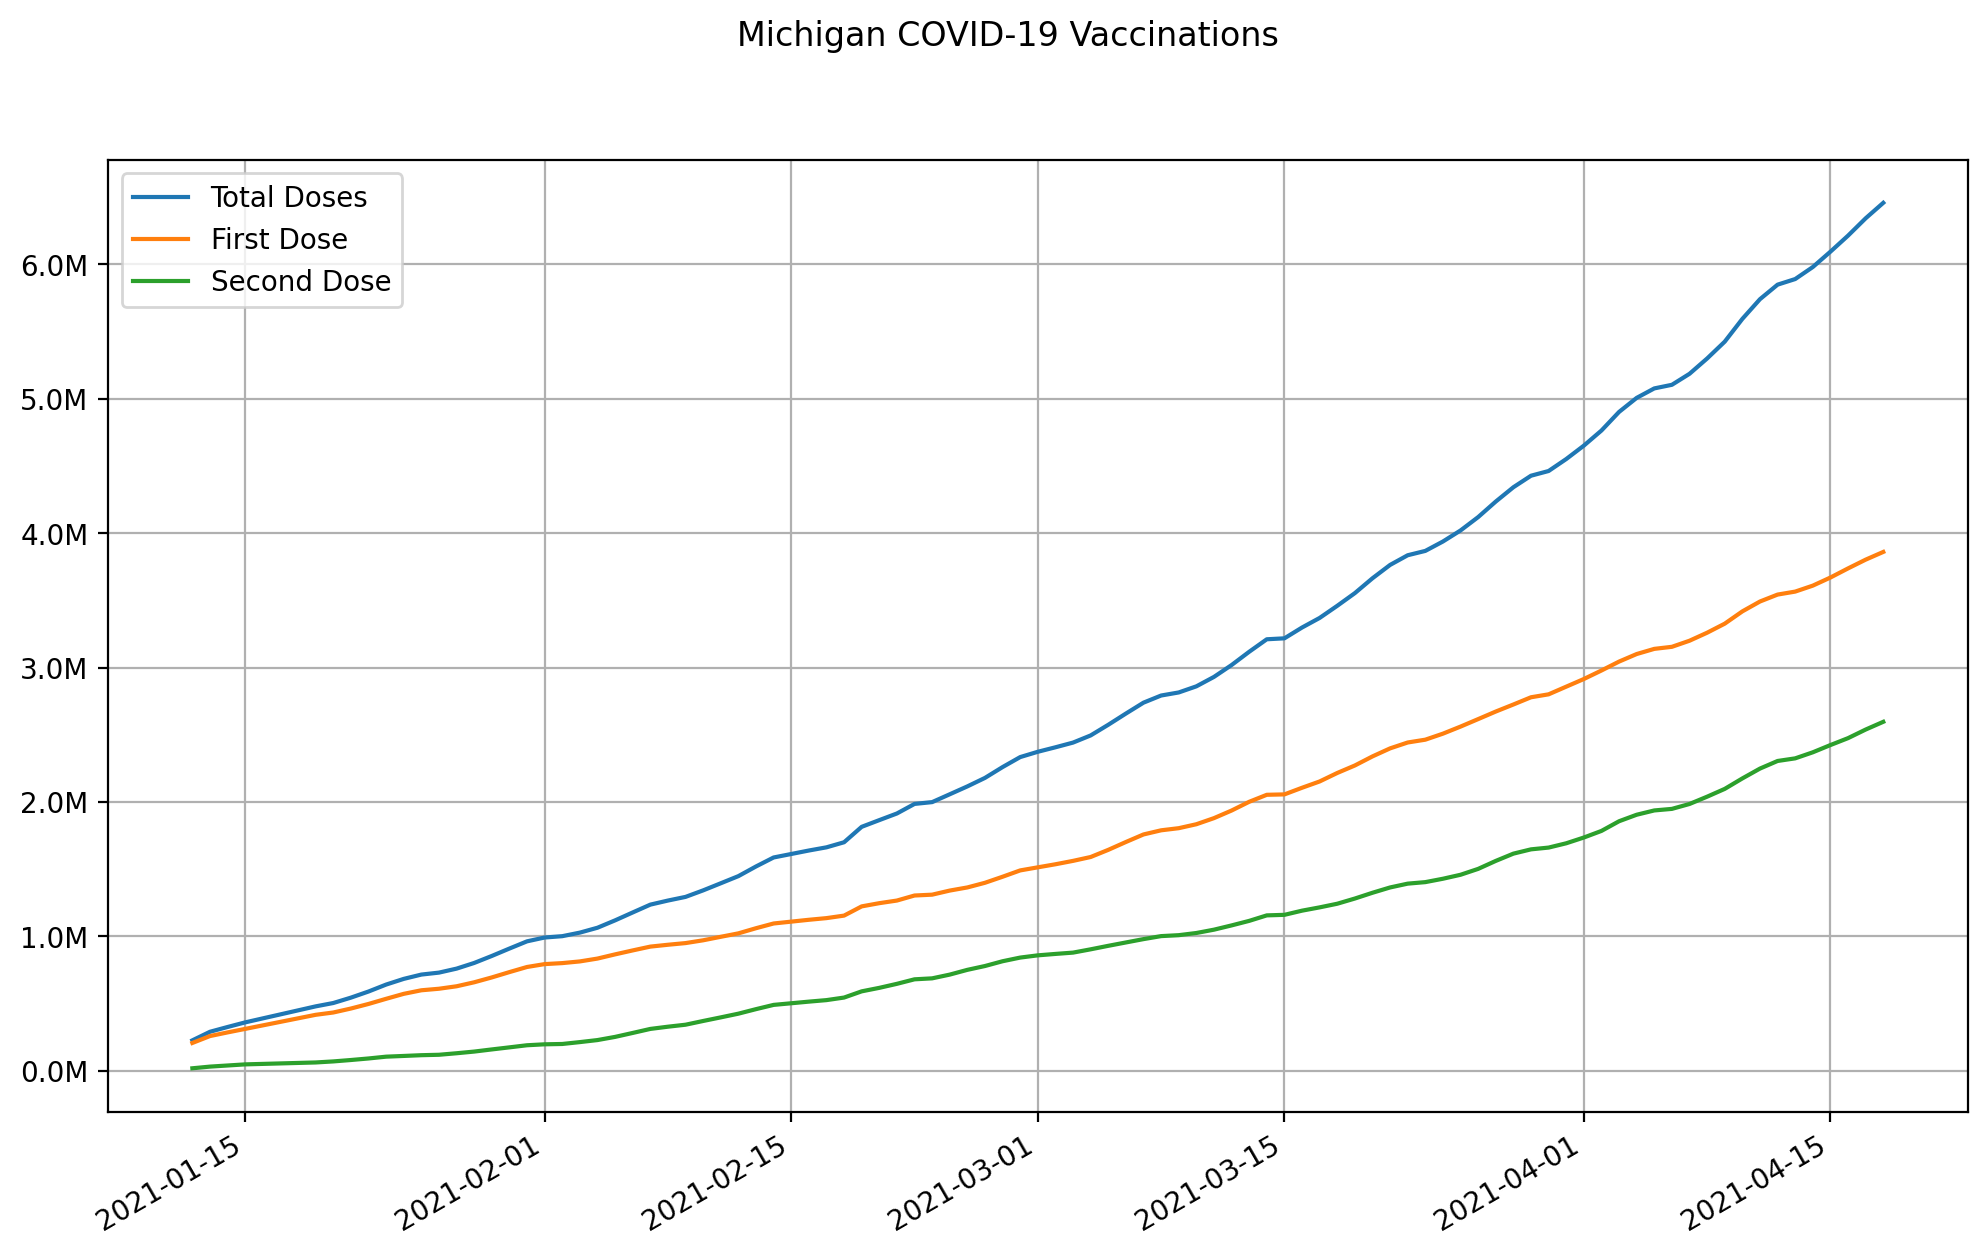 Michigan COVID-19 Vaccinations
Total Doses
First Dose
Second Dose
6.0M
5.0M
4.0M
3.0M
2.0M
1.0M
0.0M
2021-01-15
2021-02-01
2021-02-15
2021-03-01
2021-03-15
2021-04-01
2021-04-15